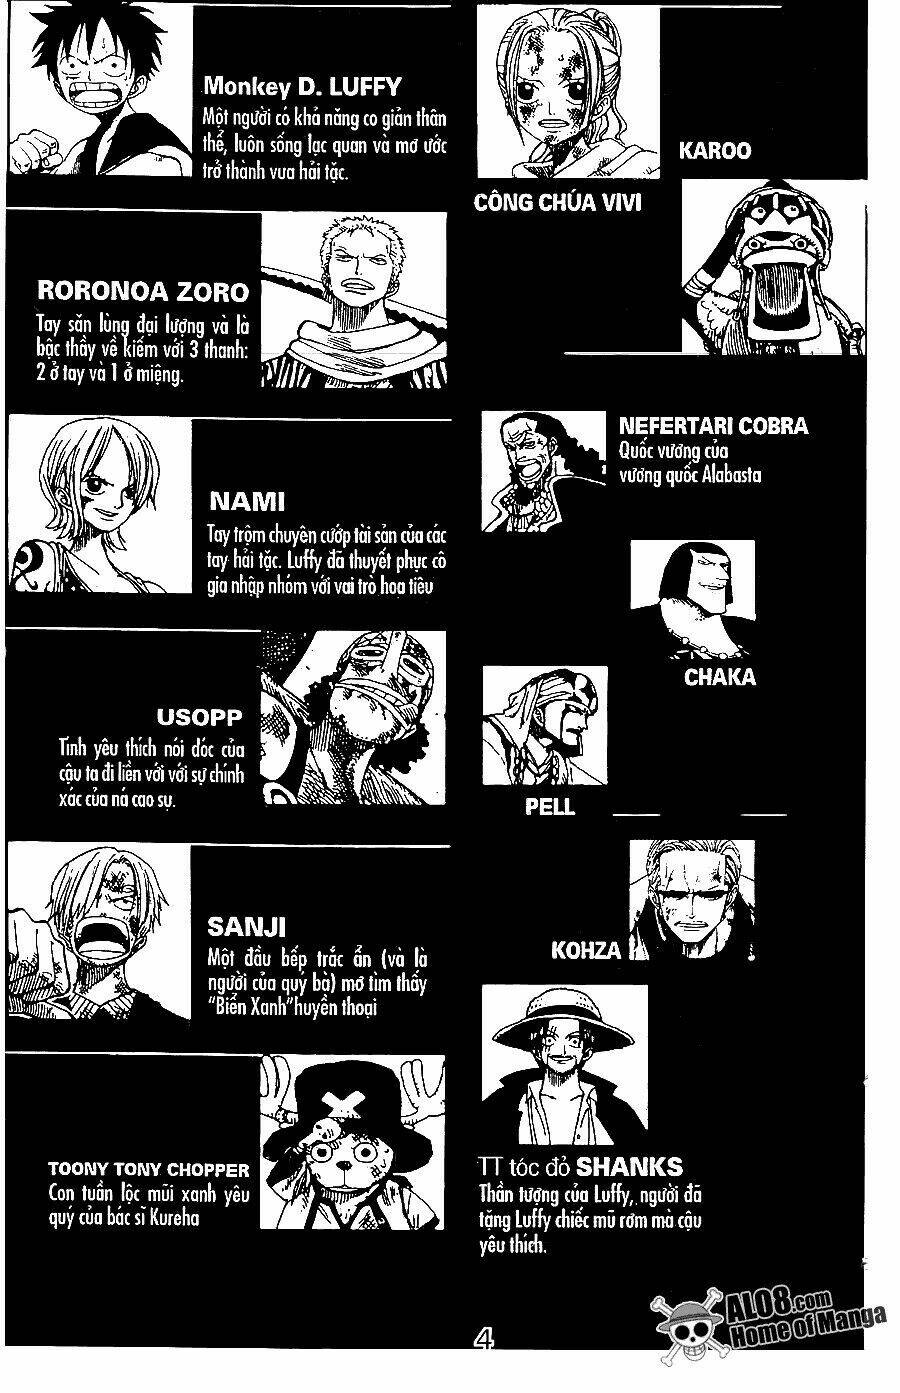 Monkey D. LUFFY
Một người có khả năng co giản thân
thể, luôn sống lạc quan và mơ ước
trở thành vua hải tặc.
RORONOA ZORO
Tay săn lùng đại lượng và là
bậc thầy về kiếm với 3 thanh:
2 ở tay và 1 ở miệng.
NAMI
Tay trộm chuyên cướp tài sản của các
tay hải tặc. Luffy đã thuyết phục cô
gia nhập nhóm với vai trò hoa tiêu
USOPP
Tính yêu thích nói dóc của
cậu ta đi liền với với sự chính
xác của ná cao sụ.
SANJI
Một đầu bếp trắc ẩn (và là
người của quý bà) mơ tìm thấy
"Biển Xanh"huyền thoại
TOONY TONY CHOPPER
Con tuần lộc mũi xanh yêu
quý của bác sĩ Kureha
CÔNG CHÚA VIVI
KAROO
NEFERTARI COBRA
Quốc vương của
vương quốc Alabasta
CHAKA
PELL
KOHZA
TT tóc đỏ SHANKS
Thần tượng của Luffy, người đã
tặng Luffy chiếc mũ rơm mà cậu
yêu thích.
4
ALO8.com
Home of Manga